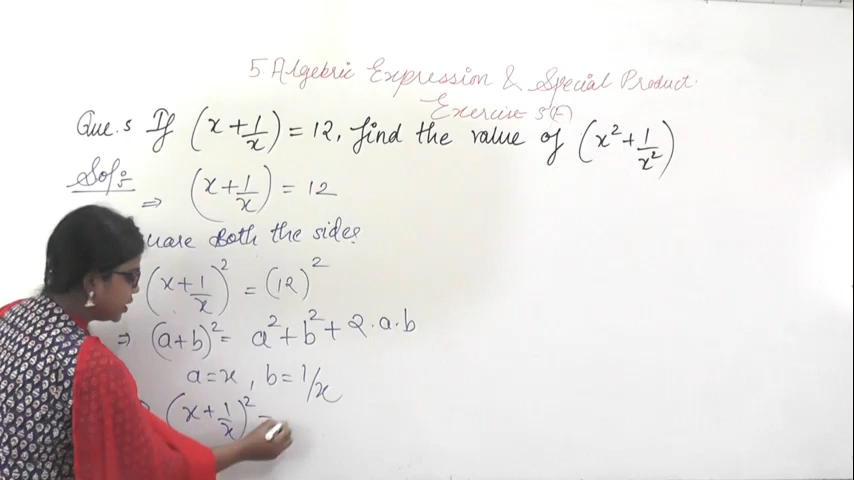 5. Algebric Expression & Special Product.
Exercise 5(F)
Que. 5 If (x + 1/x) = 12, find the value of (x² + 1/x²)
Sol:
⇒ (x + 1/x) = 12
both the sides
(x + 1/x)² = (12)²
⇒ (a+b)² = a² + b² + 2·a·b
a = x, b = 1/x
(x + 1/x)² =